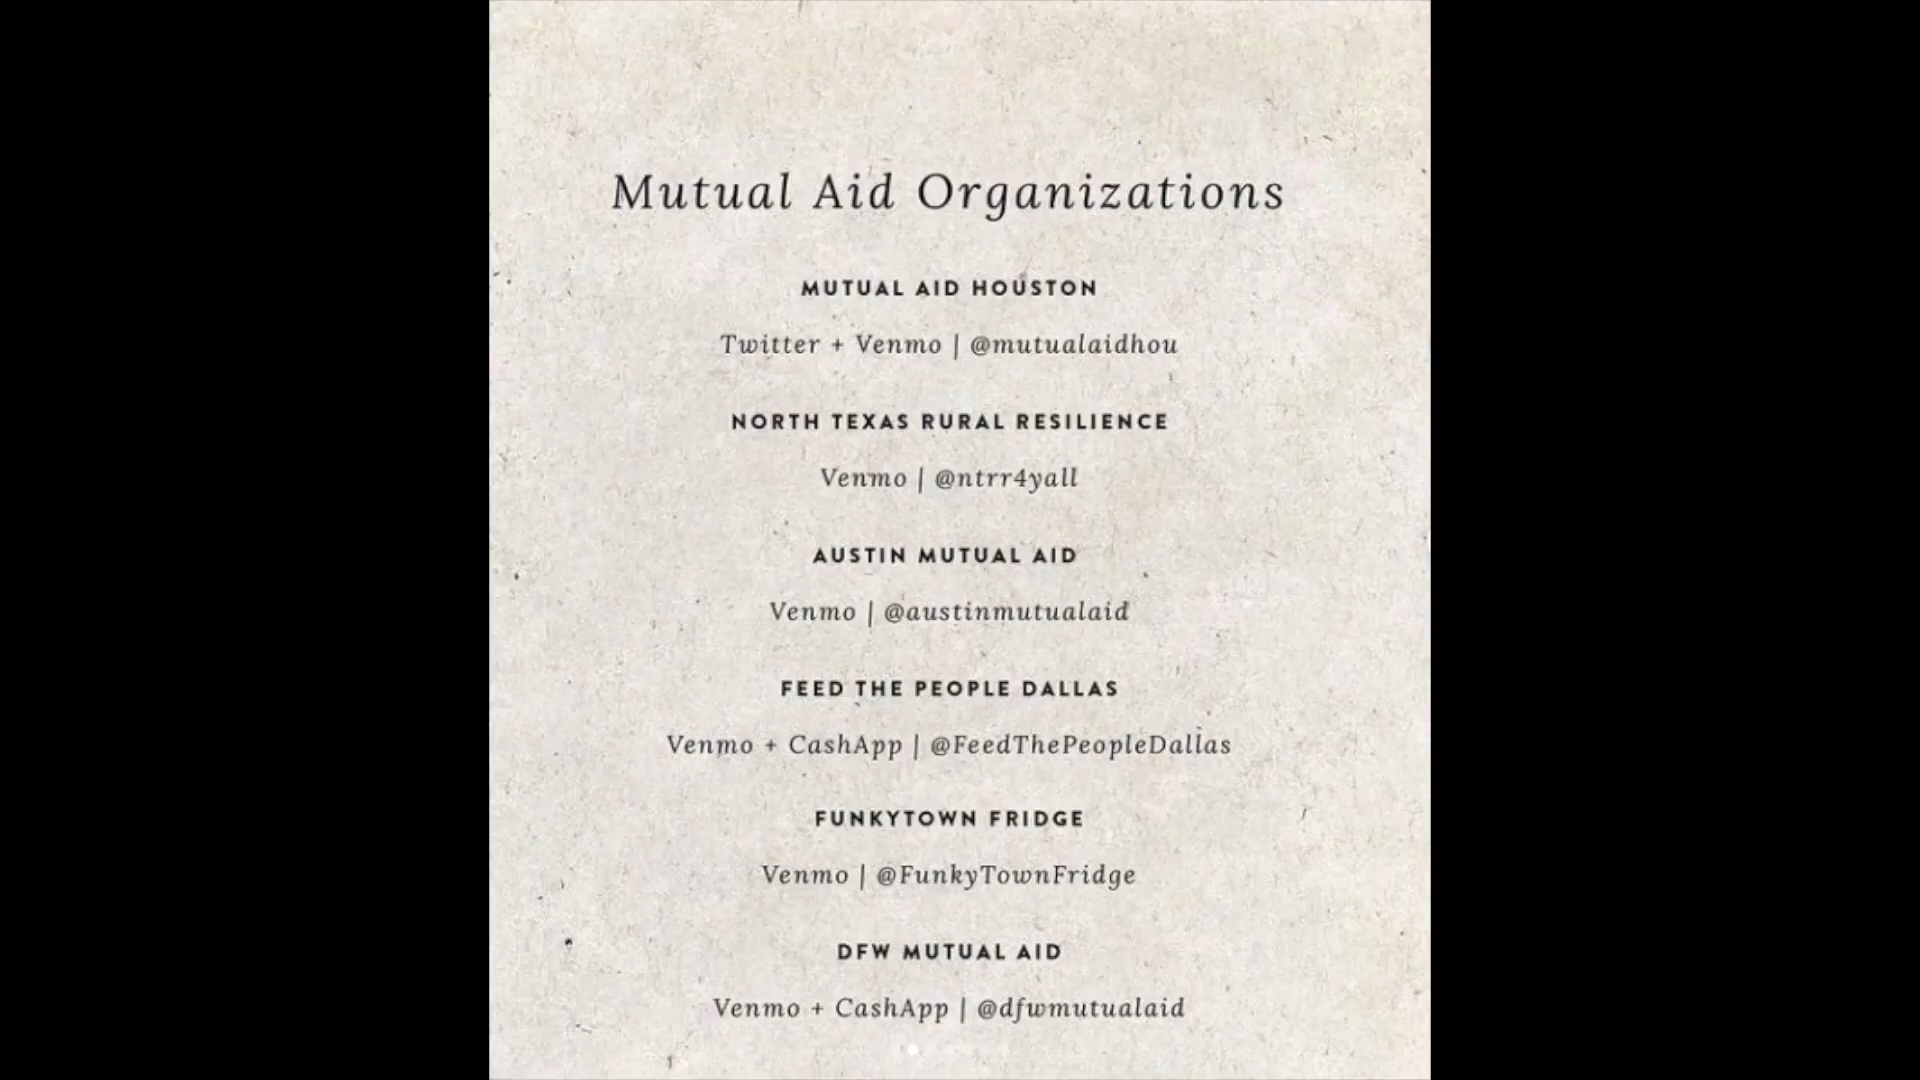 Mutual Aid Organizations
MUTUAL AID HOUSTON
Twitter + Venmo | @mutualaidhou
NORTH TEXAS RURAL RESILIENCE
Venmo | @ntrr4yall
AUSTIN MUTUAL AID
Venmo | @austinmutualaid
FEED THE PEOPLE DALLAS
Venmo + CashApp | @FeedThePeopleDallas
FUNKYTOWN FRIDGE
Venmo | @FunkyTownFridge
DFW MUTUAL AID
Venmo + CashApp | @dfwmutualaid